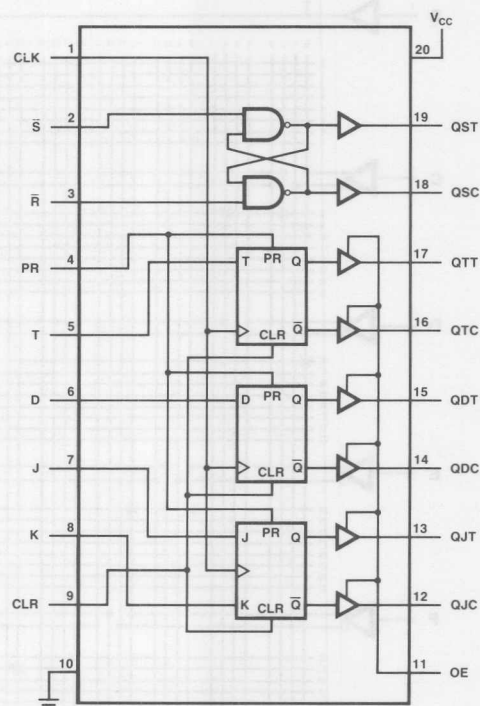 V_CC
CLK 1 20
S̄ 2 19 QST
R̄ 3 18 QSC
PR 4 17 QTT
T PR Q
T 5 16 QTC
Q̄
CLR
D 6 15 QDT
D PR Q
J 7 14 QDC
CLR Q̄
K 8 13 QJT
J PR Q
CLR 9 12 QJC
K CLR Q̄
10 11 OE